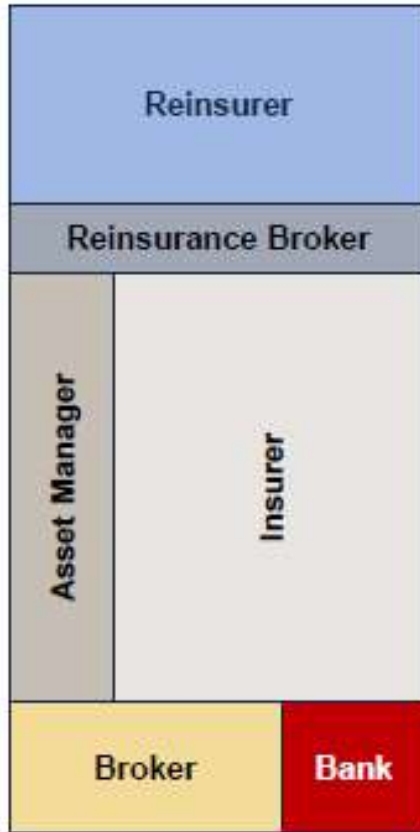 Reinsurer
Reinsurance Broker
Asset Manager
Insurer
Broker
Bank